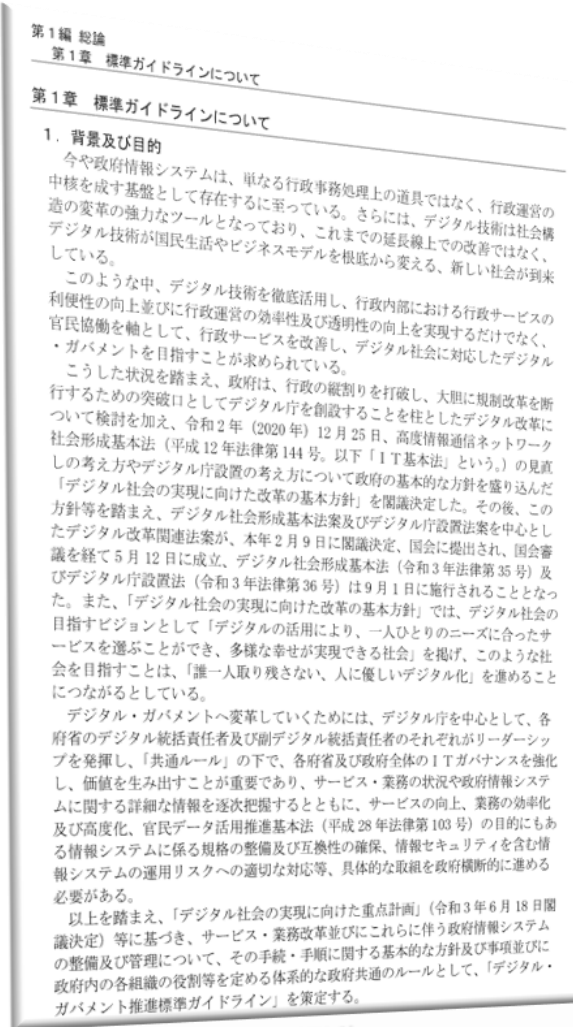 第1編 総論
第1章 標準ガイドラインについて
第1章 標準ガイドラインについて
1．背景及び目的
今や政府情報システムは、単なる行政事務処理上の道具ではなく、行政運営の
中核を成す基盤として存在するに至っている。さらには、デジタル技術は社会構
造の変革の強力なツールとなっており、これまでの延長線上での改善ではなく、
デジタル技術が国民生活やビジネスモデルを根底から変える、新しい社会が到来
している。
このような中、デジタル技術を徹底活用し、行政内部における行政サービスの
利便性の向上並びに行政運営の効率性及び透明性の向上を実現するだけでなく、
官民協働を軸として、行政サービスを改善し、デジタル社会に対応したデジタル
・ガバメントを目指すことが求められている。
こうした状況を踏まえ、政府は、行政の縦割りを打破し、大胆に規制改革を断
行するための突破口としてデジタル庁を創設することを柱としたデジタル改革に
ついて検討を加え、令和2年（2020年）12月25日、高度情報通信ネットワーク
社会形成基本法（平成12年法律第144号。以下「ＩＴ基本法」という。）の見直
しの考え方やデジタル庁設置の考え方について政府の基本的な方針を盛り込んだ
「デジタル社会の実現に向けた改革の基本方針」を閣議決定した。その後、この
方針等を踏まえ、デジタル社会形成基本法案及びデジタル庁設置法案を中心とし
たデジタル改革関連法案が、本年2月9日に閣議決定、国会に提出され、国会審
議を経て5月12日に成立、デジタル社会形成基本法（令和3年法律第35号）及
びデジタル庁設置法（令和3年法律第36号）は9月1日に施行されることとなっ
た。また、「デジタル社会の実現に向けた改革の基本方針」では、デジタル社会の
目指すビジョンとして「デジタルの活用により、一人ひとりのニーズに合ったサ
ービスを選ぶことができ、多様な幸せが実現できる社会」を掲げ、このような社
会を目指すことは、「誰一人取り残さない、人に優しいデジタル化」を進めること
につながるとしている。
デジタル・ガバメントへ変革していくためには、デジタル庁を中心として、各
府省のデジタル統括責任者及び副デジタル統括責任者のそれぞれがリーダーシッ
プを発揮し、「共通ルール」の下で、各府省及び政府全体のＩＴガバナンスを強化
し、価値を生み出すことが重要であり、サービス・業務の状況や政府情報システ
ムに関する詳細な情報を逐次把握するとともに、サービスの向上、業務の効率化
及び高度化、官民データ活用推進基本法（平成28年法律第103号）の目的にもあ
る情報システムに係る規格の整備及び互換性の確保、情報セキュリティを含む情
報システムの運用リスクへの適切な対応等、具体的な取組を政府横断的に進める
必要がある。
以上を踏まえ、「デジタル社会の実現に向けた重点計画」（令和3年6月18日閣
議決定）等に基づき、サービス・業務改革並びにこれらに伴う政府情報システム
の整備及び管理について、その手続・手順に関する基本的な方針及び事項並びに
政府内の各組織の役割等を定める体系的な政府共通のルールとして、「デジタル・
ガバメント推進標準ガイドライン」を策定する。